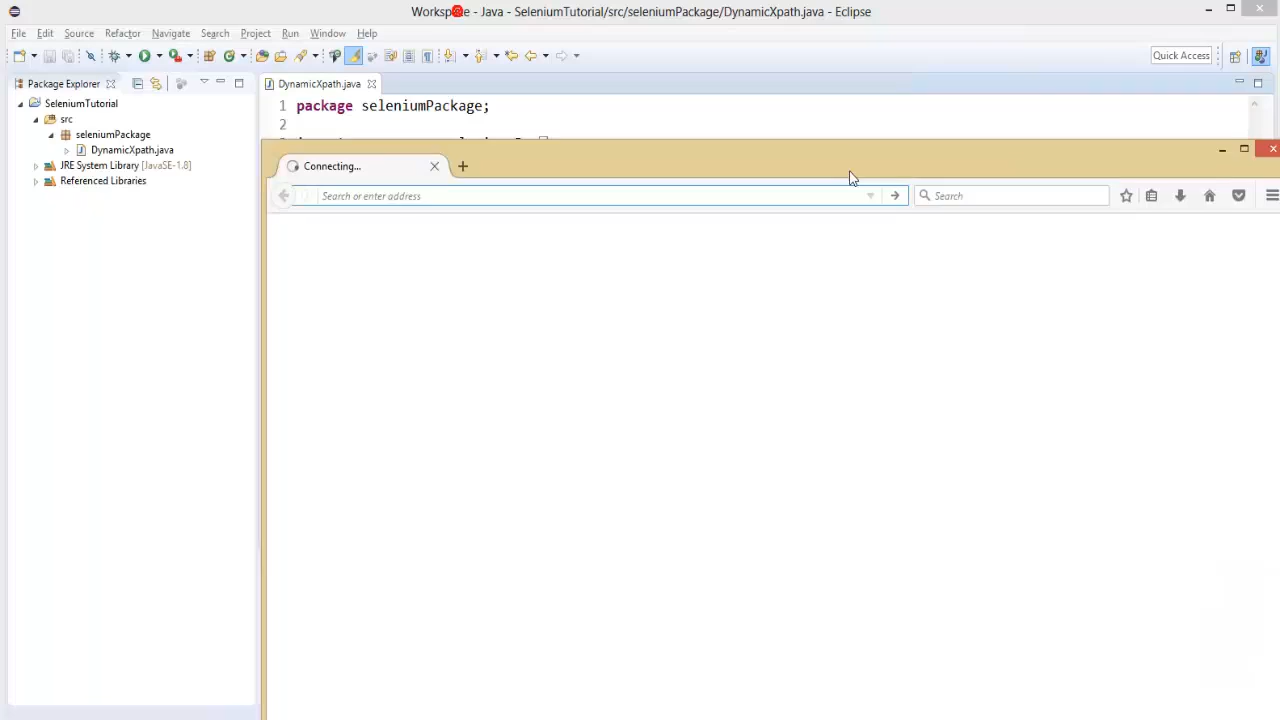 Workspace - Java - SeleniumTutorial/src/seleniumPackage/DynamicXpath.java - Eclipse
File Edit Source Refactor Navigate Search Project Run Window Help
Quick Access
Package Explorer
DynamicXpath.java
SeleniumTutorial
1 package seleniumPackage;
src
2
seleniumPackage
DynamicXpath.java
JRE System Library [JavaSE-1.8]
Connecting...
Referenced Libraries
Search or enter address
Search